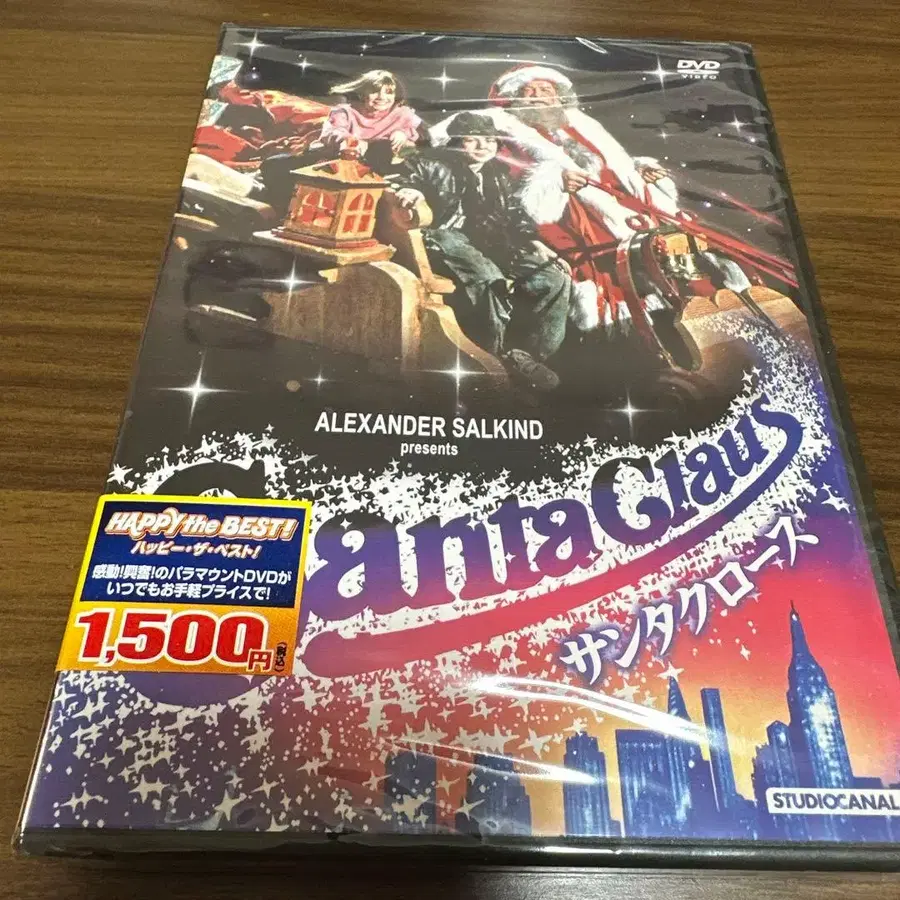 DVD
VIDEO
ALEXANDER SALKIND
presents
Santa Claus
サンタクロース
HAPPY the BEST!
ハッピー・ザ・ベスト!
感動!興奮!のパラマウントDVDが
いつでもお手軽プライスで!
1,500円
STUDIOCANAL